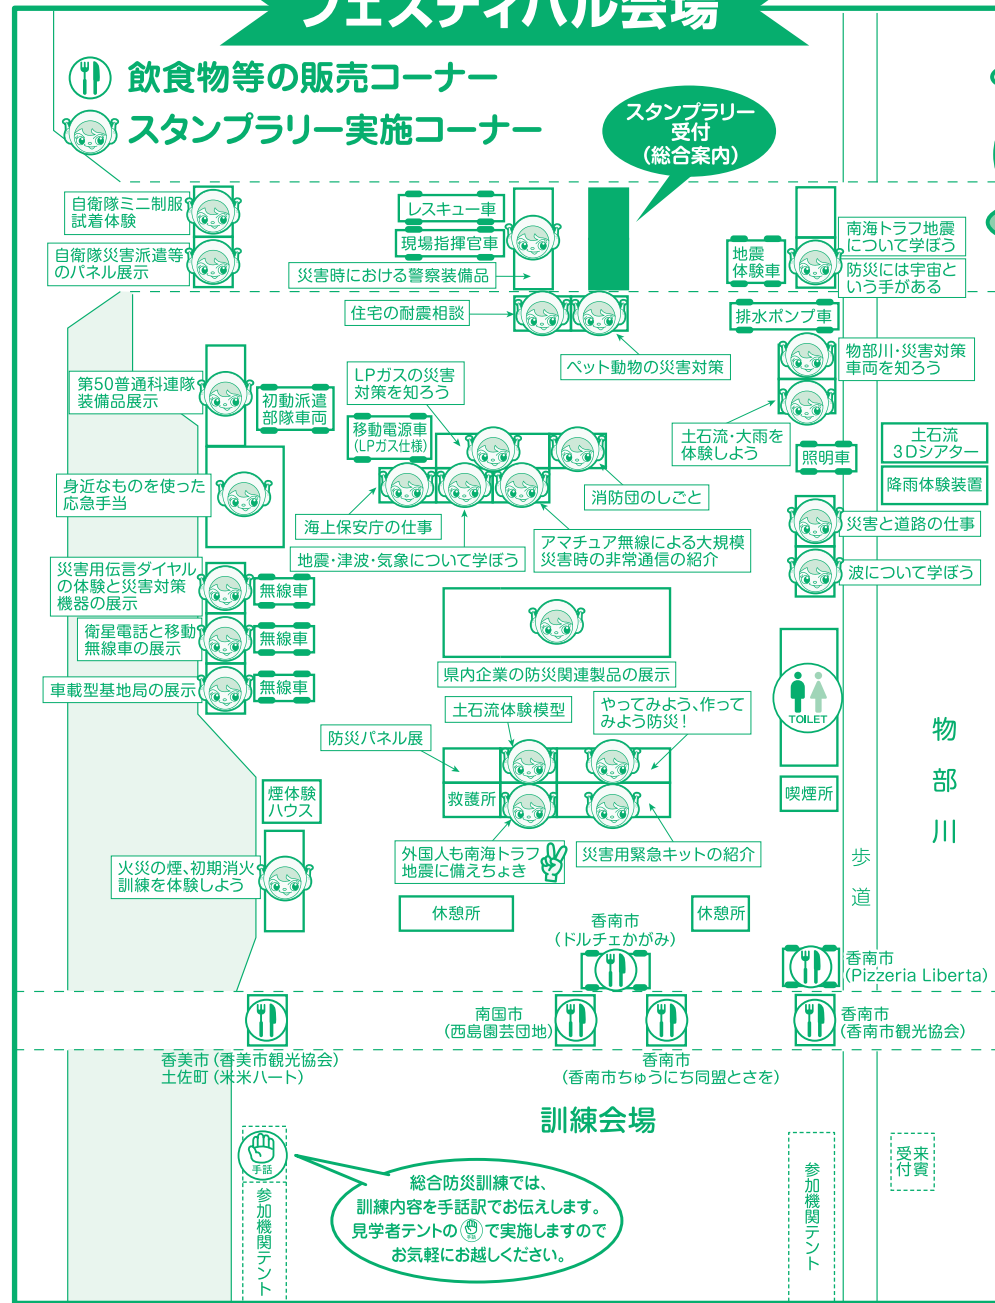 フェスティバル会場
飲食物等の販売コーナー
スタンプラリー実施コーナー
スタンプラリー
受付
(総合案内)
自衛隊ミニ制服
試着体験
自衛隊災害派遣等
のパネル展示
レスキュー車
現場指揮官車
災害時における警察装備品
地震
体験車
南海トラフ地震
について学ぼう
防災には宇宙と
いう手がある
住宅の耐震相談
ペット動物の災害対策
排水ポンプ車
物部川・災害対策
車両を知ろう
第50普通科連隊
装備品展示
初動派遣
部隊車両
LPガスの災害
対策を知ろう
移動電源車
(LPガス仕様)
土石流・大雨を
体験しよう
照明車
土石流
3Dシアター
降雨体験装置
身近なものを使った
応急手当
消防団のしごと
海上保安庁の仕事
地震・津波・気象について学ぼう
アマチュア無線による大規模
災害時の非常通信の紹介
災害と道路の仕事
波について学ぼう
災害用伝言ダイヤル
の体験と災害対策
機器の展示
無線車
衛星電話と移動
無線車の展示
無線車
車載型基地局の展示
無線車
県内企業の防災関連製品の展示
土石流体験模型
やってみよう、作って
みよう防災!
防災パネル展
救護所
TOILET
喫煙所
物部川
歩道
煙体験
ハウス
火災の煙、初期消火
訓練を体験しよう
外国人も南海トラフ
地震に備えちょき
災害用緊急キットの紹介
休憩所
休憩所
香南市
(ドルチェかがみ)
香南市
(Pizzeria Liberta)
南国市
(西島園芸団地)
香南市
(香南市観光協会)
香美市(香美市観光協会)
土佐町(米米ハート)
香南市
(香南市ちゅうにち同盟とさを)
訓練会場
手話
参加機関テント
総合防災訓練では、
訓練内容を手話訳でお伝えします。
見学者テントの手話で実施しますので
お気軽にお越しください。
参加機関テント
来賓
受付